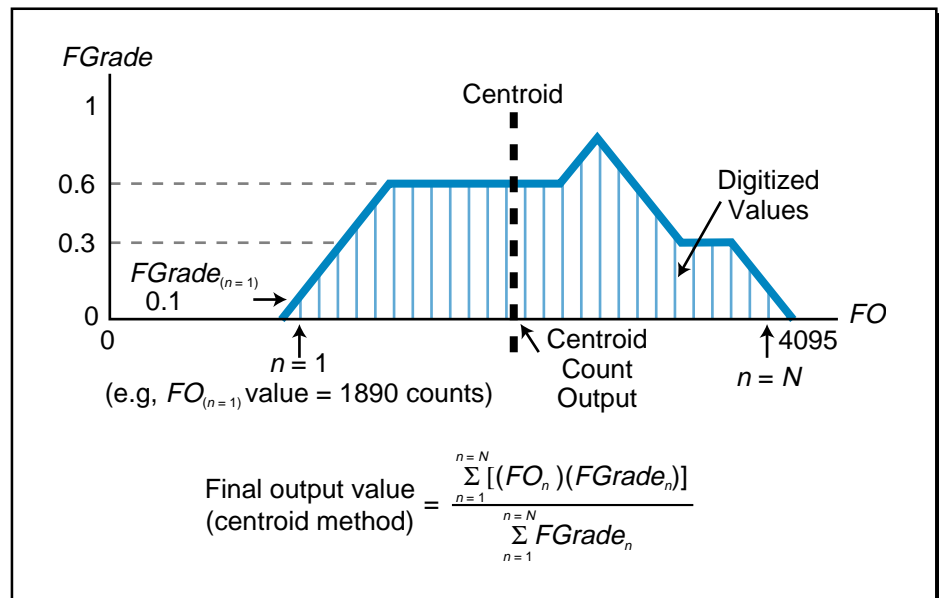 FGrade
1
Centroid
0.6
Digitized
Values
0.3
FGrade(n = 1)
0.1
0
FO
0
4095
n = 1
Centroid
Count
Output
n = N
(e.g, FO(n = 1) value = 1890 counts)
Final output value
(centroid method)
=
n = N
Σ [(FOn )(FGraden)]
n = 1
n = N
Σ FGraden
n = 1